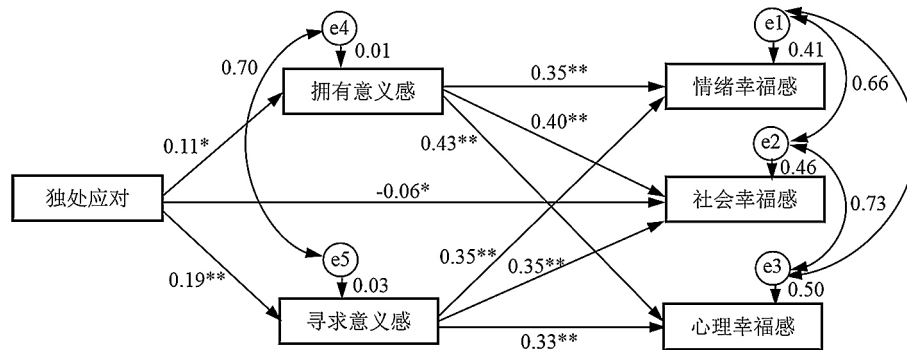 e1
e4
0.01
0.41
0.70
拥有意义感
0.35**
情绪幸福感
0.66
0.40**
0.11*
0.43**
e2
0.46
独处应对
-0.06*
社会幸福感
0.73
e5
0.35**
0.35**
e3
0.19**
0.03
0.50
寻求意义感
0.33**
心理幸福感